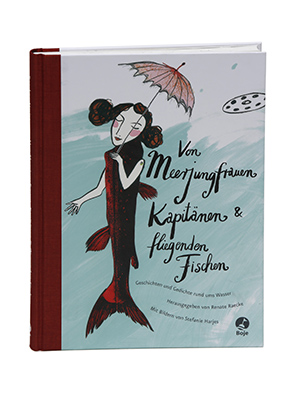 Von
Meerjungfrauen
Kapitänen &
fliegenden
Fischen
Geschichten und Gedichte rund ums Wasser
Herausgegeben von Renate Raecke
Mit Bildern von Stefanie Harjes
Boje